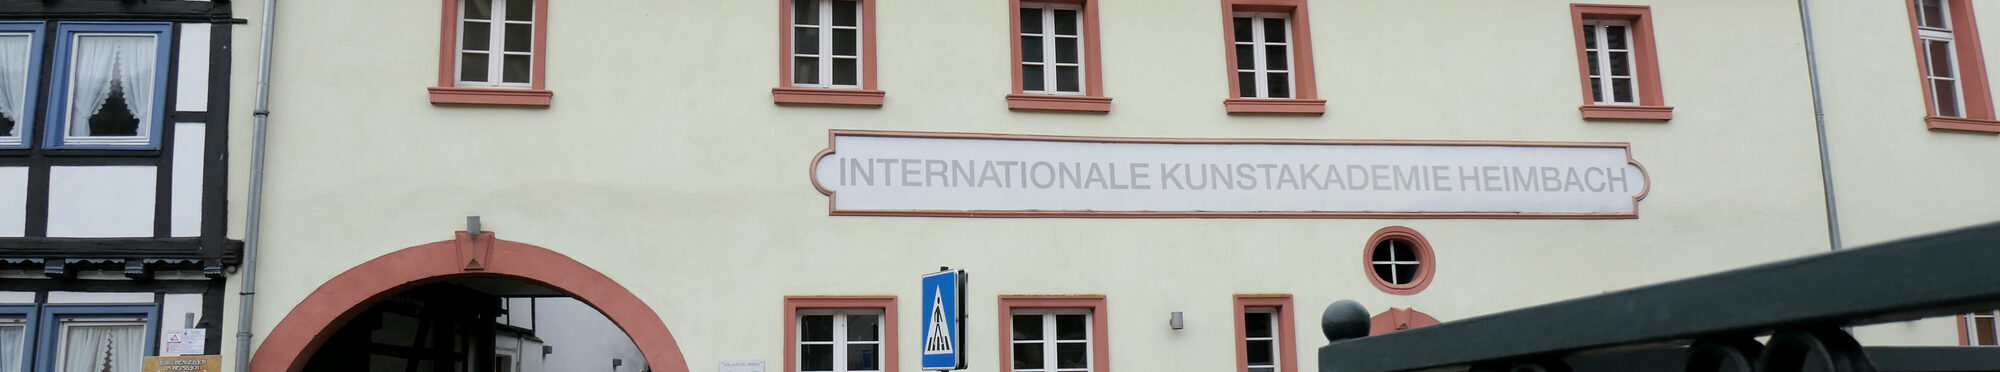 INTERNATIONALE KUNSTAKADEMIE HEIMBACH